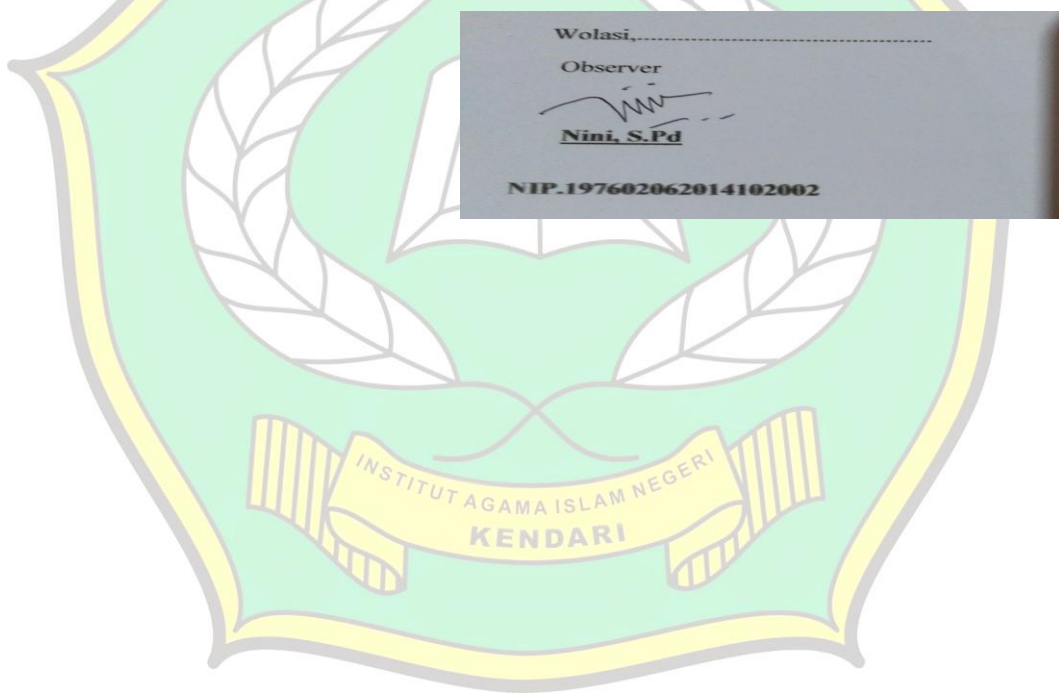 Wolasi,.............................................
Observer
Nini, S.Pd
NIP.197602062014102002
INSTITUT AGAMA ISLAM NEGERI
KENDARI